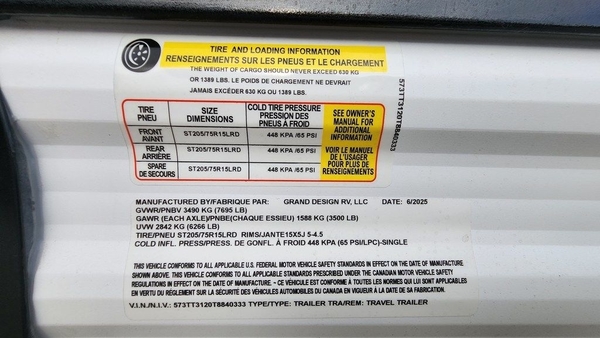 TIRE AND LOADING INFORMATION
RENSEIGNEMENTS SUR LES PNEUS ET LE CHARGEMENT
THE WEIGHT OF CARGO SHOULD NEVER EXCEED 630 KG
OR 1389 LBS. LE POIDS DE CHARGEMENT NE DEVRAIT
JAMAIS EXCÉDER 630 KG OU 1389 LBS.
TIRE PNEU
SIZE DIMENSIONS
COLD TIRE PRESSURE PRESSION DES PNEUS À FROID
SEE OWNER'S MANUAL FOR ADDITIONAL INFORMATION
FRONT AVANT ST205/75R15LRD 448 KPA /65 PSI
REAR ARRIÈRE ST205/75R15LRD 448 KPA /65 PSI
SPARE DE SECOURS ST205/75R15LRD 448 KPA /65 PSI
VOIR LE MANUEL DE L'USAGER POUR PLUS DE RENSEIGNEMENTS
573TT3120T8840333
MANUFACTURED BY/FABRIQUE PAR: GRAND DESIGN RV, LLC DATE: 6/2025
GVWR/PNBV 3490 KG (7695 LB)
GAWR (EACH AXLE)/PNBE(CHAQUE ESSIEU) 1588 KG (3500 LB)
UVW 2842 KG (6266 LB)
TIRE/PNEU ST205/75R15LRD RIMS/JANTE15X5J 5-4.5
COLD INFL. PRESS/PRESS. DE GONFL. À FROID 448 KPA (65 PSI/LPC)-SINGLE
THIS VEHICLE CONFORMS TO ALL APPLICABLE U.S. FEDERAL MOTOR VEHICLE SAFETY STANDARDS IN EFFECT ON THE DATE OF MANUFACTURE
SHOWN ABOVE. THIS VEHICLE CONFORMS TO ALL APPLICABLE STANDARDS PRESCRIBED UNDER THE CANADIAN MOTOR VEHICLE SAFETY
REGULATIONS IN EFFECT ON THE DATE OF MANUFACTURE. - CE VÉHICULE EST CONFORME À TOUTES LES NORMES QUI LUI SONT APPLICABLES
EN VERTU DU RÈGLEMENT SUR LA SÉCURITÉ DES VÉHICULES AUTOMOBILES DU CANADA EN VIGUEUR À LA DATE DE SA FABRICATION.
V.I.N./N.I.V.: 573TT3120T8840333 TYPE/TYPE: TRAILER TRA/REM: TRAVEL TRAILER